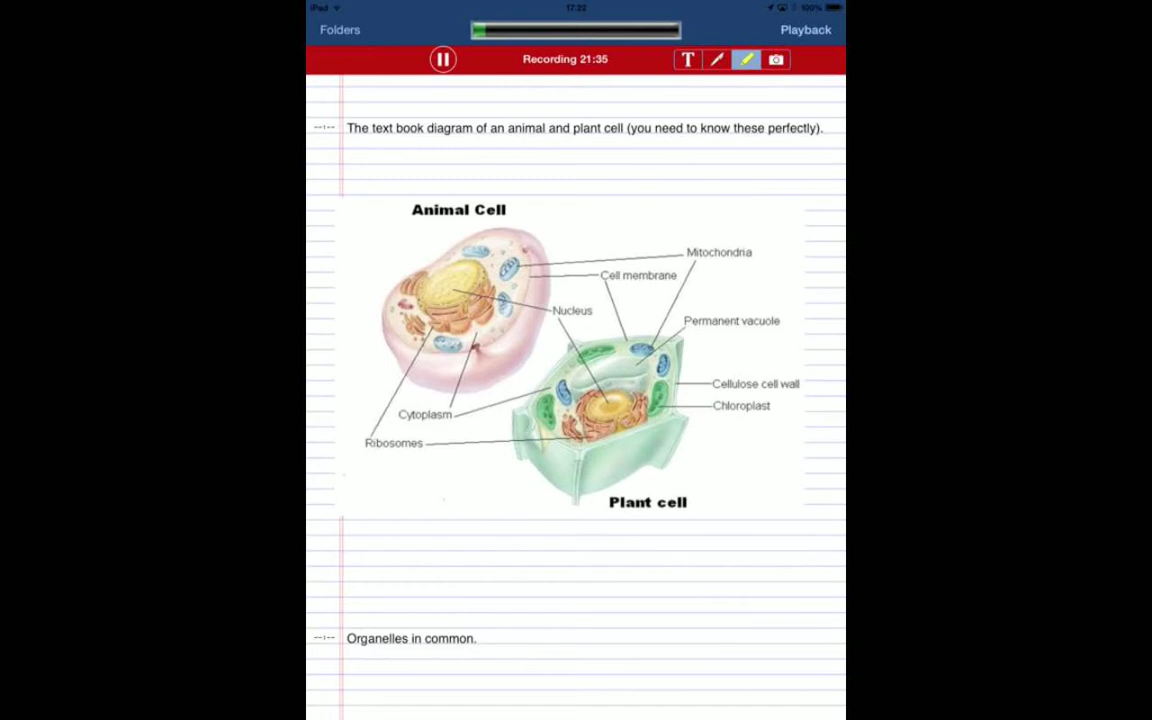 iPad 17:22 100%
Folders Playback
Recording 21:35 T
--:-- The text book diagram of an animal and plant cell (you need to know these perfectly).
Animal Cell
Mitochondria
Cell membrane
Nucleus
Permanent vacuole
Cellulose cell wall
Chloroplast
Cytoplasm
Ribosomes
Plant cell
--:-- Organelles in common.